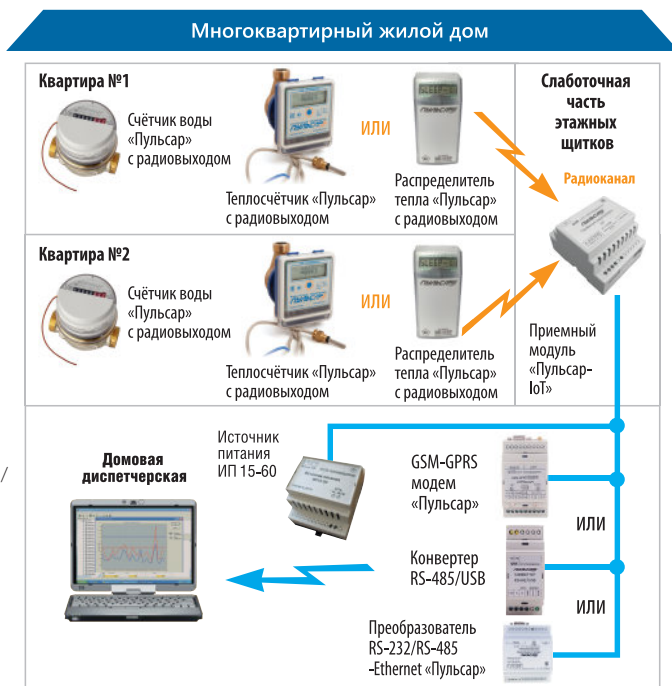 Многоквартирный жилой дом
Квартира №1
Счётчик воды
«Пульсар»
с радиовыходом
Теплосчётчик «Пульсар»
с радиовыходом
ИЛИ
Распределитель
тепла «Пульсар»
с радиовыходом
Слаботочная
часть
этажных
щитков
Радиоканал
Квартира №2
Счётчик воды
«Пульсар»
с радиовыходом
Теплосчётчик «Пульсар»
с радиовыходом
ИЛИ
Распределитель
тепла «Пульсар»
с радиовыходом
Приемный
модуль
«Пульсар-
IoT»
/
Домовая
диспетчерская
Источник
питания
ИП 15-60
GSM-GPRS
модем
«Пульсар»
ИЛИ
Конвертер
RS-485/USB
ИЛИ
Преобразователь
RS-232/RS-485
-Ethernet «Пульсар»